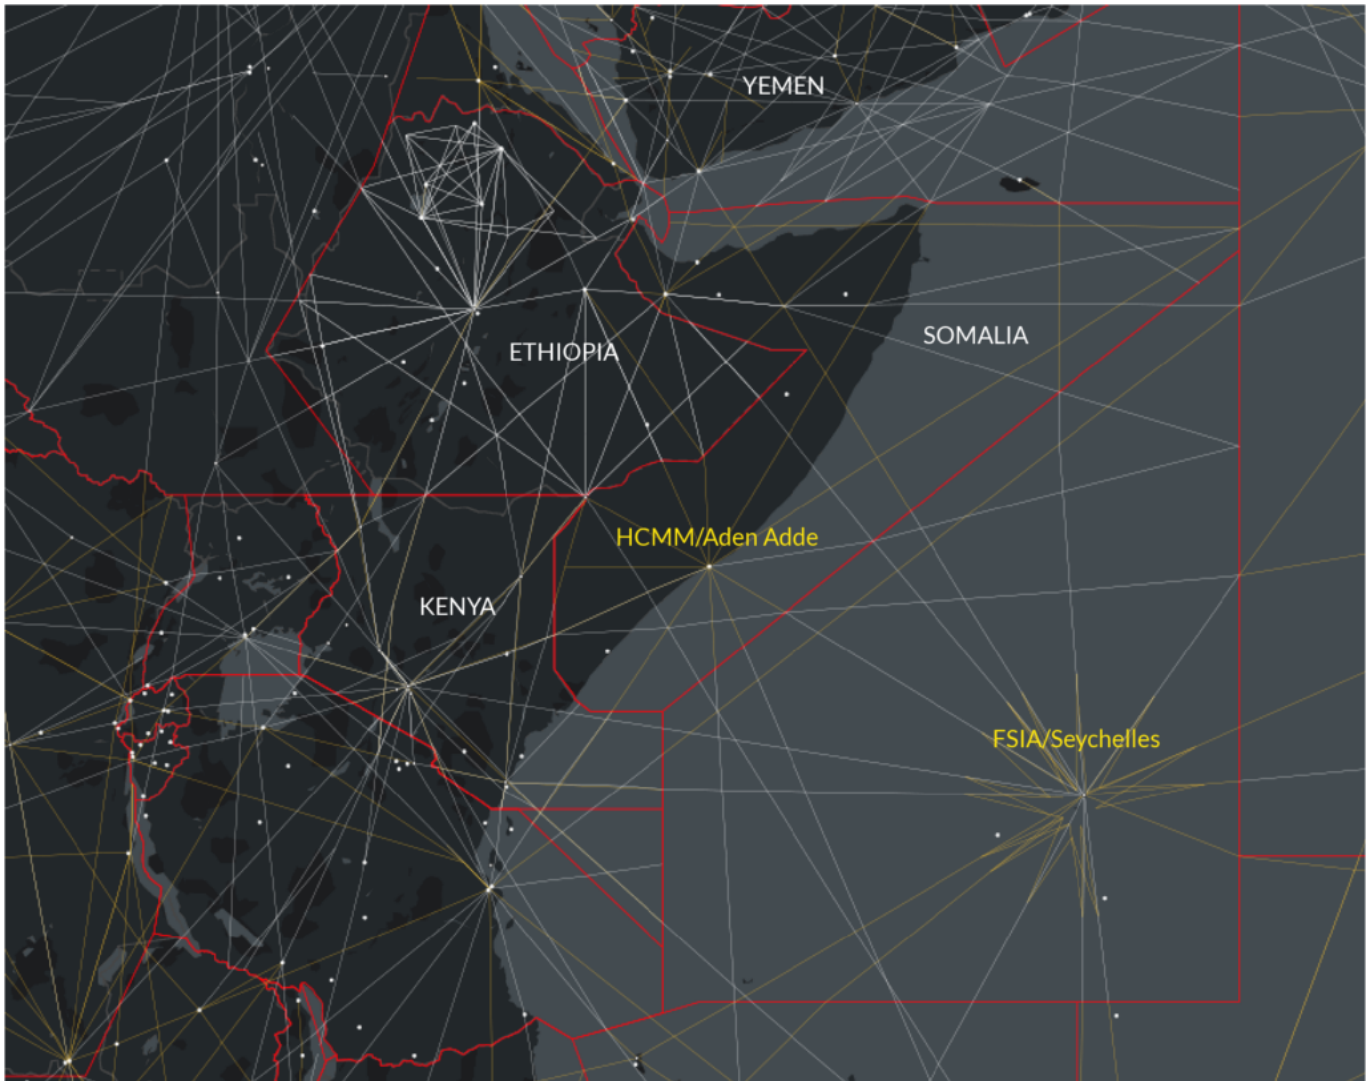 YEMEN
SOMALIA
ETHIOPIA
HCMM/Aden Adde
KENYA
FSIA/Seychelles